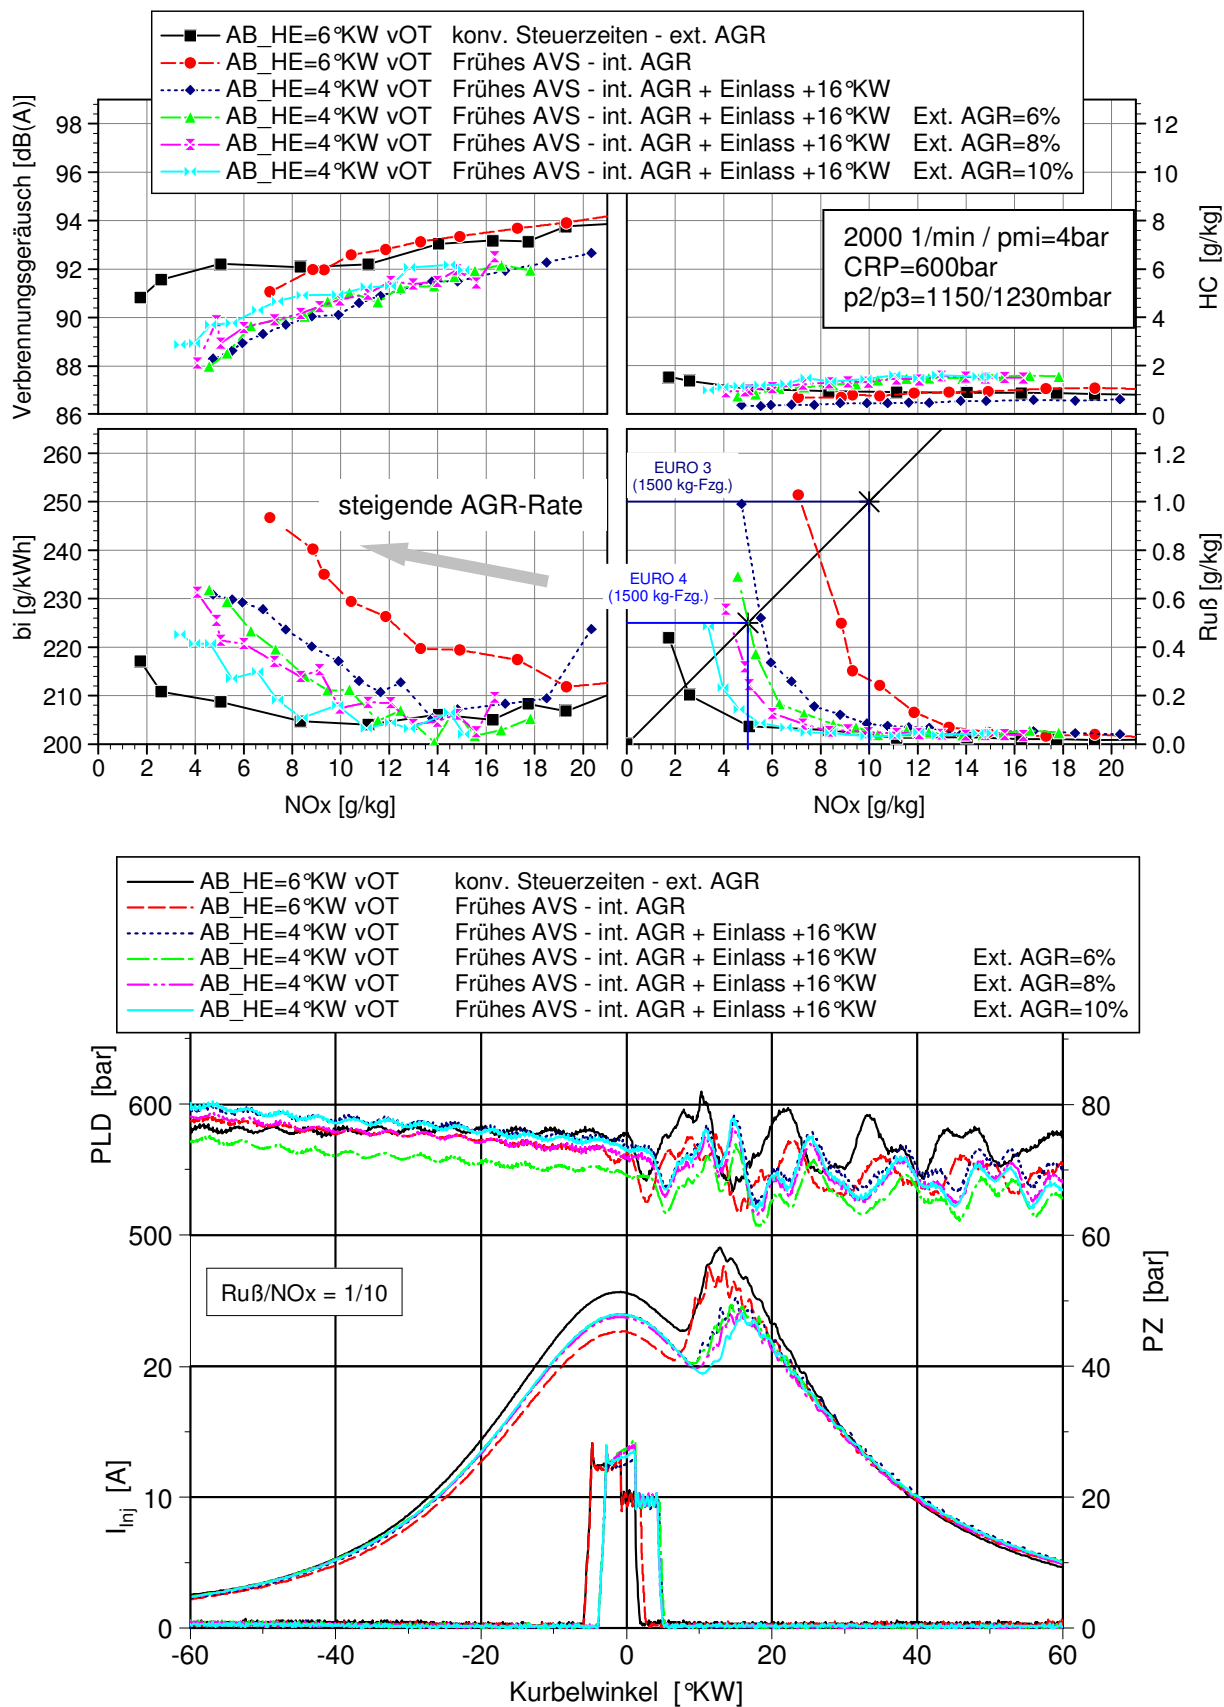 AB_HE=6°KW vOT konv. Steuerzeiten - ext. AGR
AB_HE=6°KW vOT Frühes AVS - int. AGR
AB_HE=4°KW vOT Frühes AVS - int. AGR + Einlass +16°KW
AB_HE=4°KW vOT Frühes AVS - int. AGR + Einlass +16°KW Ext. AGR=6%
AB_HE=4°KW vOT Frühes AVS - int. AGR + Einlass +16°KW Ext. AGR=8%
AB_HE=4°KW vOT Frühes AVS - int. AGR + Einlass +16°KW Ext. AGR=10%
Verbrennungsgeräusch [dB(A)]
98
96
94
92
90
88
86
2000 1/min / pmi=4bar
CRP=600bar
p2/p3=1150/1230mbar
12
10
8
6
4
2
0
HC [g/kg]
bi [g/kWh]
260
250
240
230
220
210
200
steigende AGR-Rate
0 2 4 6 8 10 12 14 16 18 20
NOx [g/kg]
EURO 3
(1500 kg-Fzg.)
EURO 4
(1500 kg-Fzg.)
1.2
1.0
0.8
0.6
0.4
0.2
0.0
Ruß [g/kg]
0 2 4 6 8 10 12 14 16 18 20
NOx [g/kg]
AB_HE=6°KW vOT konv. Steuerzeiten - ext. AGR
AB_HE=6°KW vOT Frühes AVS - int. AGR
AB_HE=4°KW vOT Frühes AVS - int. AGR + Einlass +16°KW
AB_HE=4°KW vOT Frühes AVS - int. AGR + Einlass +16°KW Ext. AGR=6%
AB_HE=4°KW vOT Frühes AVS - int. AGR + Einlass +16°KW Ext. AGR=8%
AB_HE=4°KW vOT Frühes AVS - int. AGR + Einlass +16°KW Ext. AGR=10%
PLD [bar]
600
500
I_Inj [A]
20
10
0
Ruß/NOx = 1/10
80
60
40
20
0
PZ [bar]
-60 -40 -20 0 20 40 60
Kurbelwinkel [°KW]